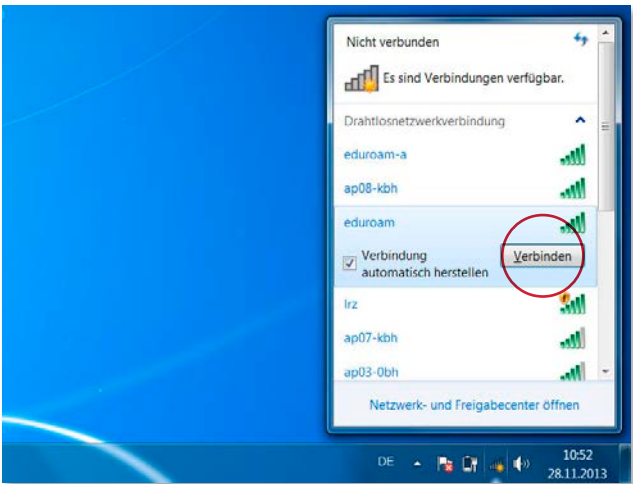 Nicht verbunden
Es sind Verbindungen verfügbar.
Drahtlosnetzwerkverbindung
eduroam-a
ap08-kbh
eduroam
Verbindung
automatisch herstellen
Verbinden
lrz
ap07-kbh
ap03-0bh
Netzwerk- und Freigabecenter öffnen
DE
10:52
28.11.2013